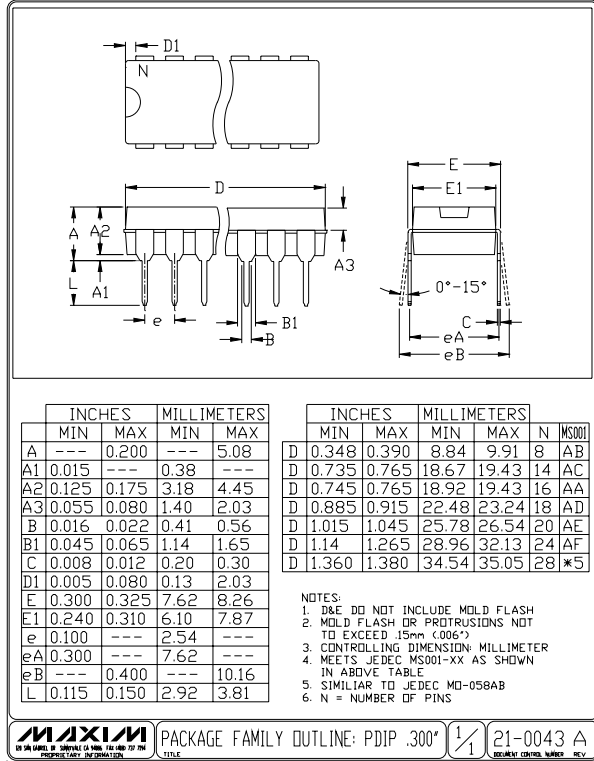 D1
N
D
E
E1
A
A2
A3
L
A1
0°-15°
e
B1
B
C
eA
eB
INCHES MILLIMETERS
MIN MAX MIN MAX
A --- 0.200 --- 5.08
A1 0.015 --- 0.38 ---
A2 0.125 0.175 3.18 4.45
A3 0.055 0.080 1.40 2.03
B 0.016 0.022 0.41 0.56
B1 0.045 0.065 1.14 1.65
C 0.008 0.012 0.20 0.30
D1 0.005 0.080 0.13 2.03
E 0.300 0.325 7.62 8.26
E1 0.240 0.310 6.10 7.87
e 0.100 --- 2.54 ---
eA 0.300 --- 7.62 ---
eB --- 0.400 --- 10.16
L 0.115 0.150 2.92 3.81
INCHES MILLIMETERS
MIN MAX MIN MAX N MS001
D 0.348 0.390 8.84 9.91 8 AB
D 0.735 0.765 18.67 19.43 14 AC
D 0.745 0.765 18.92 19.43 16 AA
D 0.885 0.915 22.48 23.24 18 AD
D 1.015 1.045 25.78 26.54 20 AE
D 1.14 1.265 28.96 32.13 24 AF
D 1.360 1.380 34.54 35.05 28 *5
NOTES:
1. D&E DO NOT INCLUDE MOLD FLASH
2. MOLD FLASH OR PROTRUSIONS NOT
TO EXCEED .15mm (.006")
3. CONTROLLING DIMENSION: MILLIMETER
4. MEETS JEDEC MS001-XX AS SHOWN
IN ABOVE TABLE
5. SIMILIAR TO JEDEC MO-058AB
6. N = NUMBER OF PINS
MAXIM
PROPRIETARY INFORMATION
PACKAGE FAMILY OUTLINE: PDIP .300"
TITLE
1/1
21-0043 A
DOCUMENT CONTROL NUMBER REV